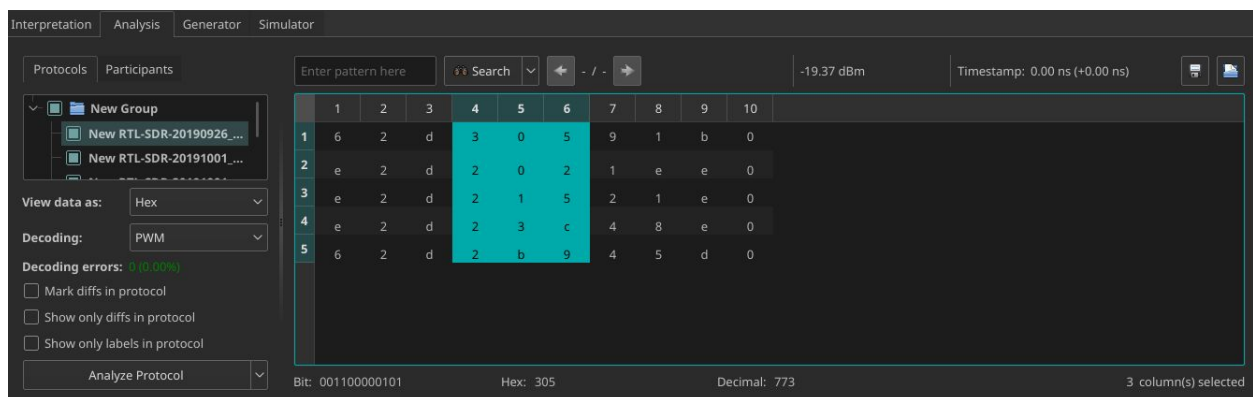 Interpretation Analysis Generator Simulator
Protocols Participants
Enter pattern here Search - / - -19.37 dBm Timestamp: 0.00 ns (+0.00 ns)
New Group
New RTL-SDR-20190926_...
New RTL-SDR-20191001_...
View data as: Hex
Decoding: PWM
Decoding errors: 0 (0.00%)
Mark diffs in protocol
Show only diffs in protocol
Show only labels in protocol
Analyze Protocol
1 2 3 4 5 6 7 8 9 10
1 6 2 d 3 0 5 9 1 b 0
2 e 2 d 2 0 2 1 e e 0
3 e 2 d 2 1 5 2 1 e 0
4 e 2 d 2 3 c 4 8 e 0
5 6 2 d 2 b 9 4 5 d 0
Bit: 001100000101 Hex: 305 Decimal: 773 3 column(s) selected